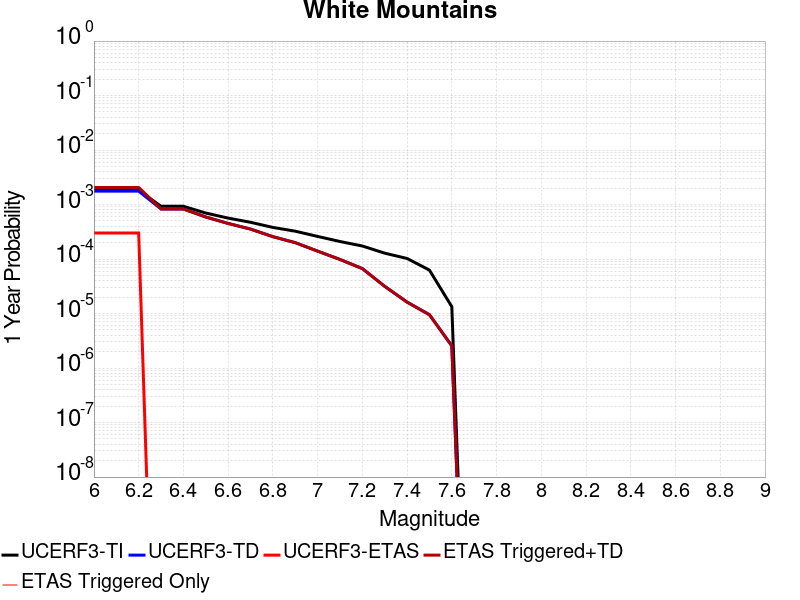 White Mountains
10^0
10^-1
10^-2
10^-3
10^-4
10^-5
10^-6
10^-7
10^-8
1 Year Probability
6 6.2 6.4 6.6 6.8 7 7.2 7.4 7.6 7.8 8 8.2 8.4 8.6 8.8 9
Magnitude
UCERF3-TI UCERF3-TD UCERF3-ETAS ETAS Triggered+TD
ETAS Triggered Only